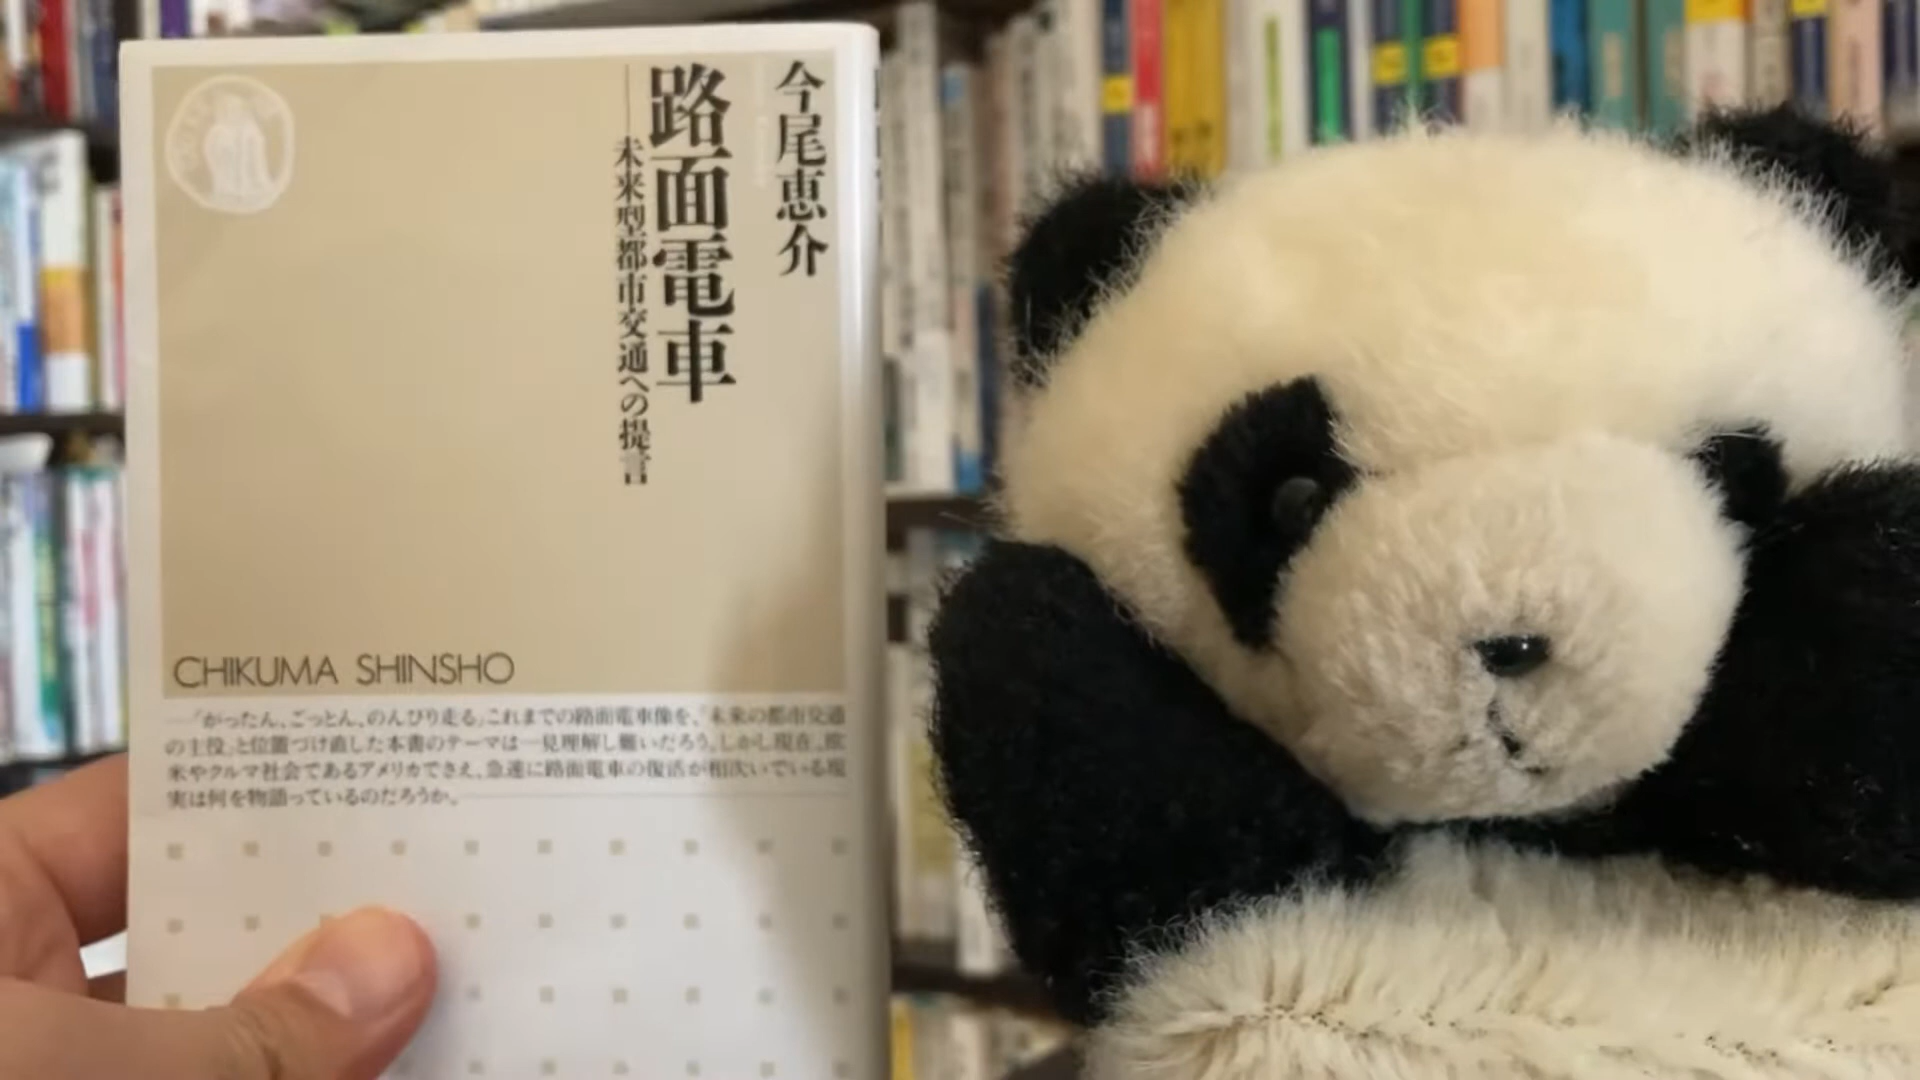 今尾恵介
路面電車
──未来型都市交通への提言
CHIKUMA SHINSHO
─「がったん、ごっとん、のんびり走る」これまでの路面電車像を、「未来の都市交通
の主役」と位置づけ直した本書のテーマは一見理解し難いだろう。しかし現在、欧
米やクルマ社会であるアメリカでさえ、急速に路面電車の復活が相次いでいる現
実は何を物語っているのだろうか。